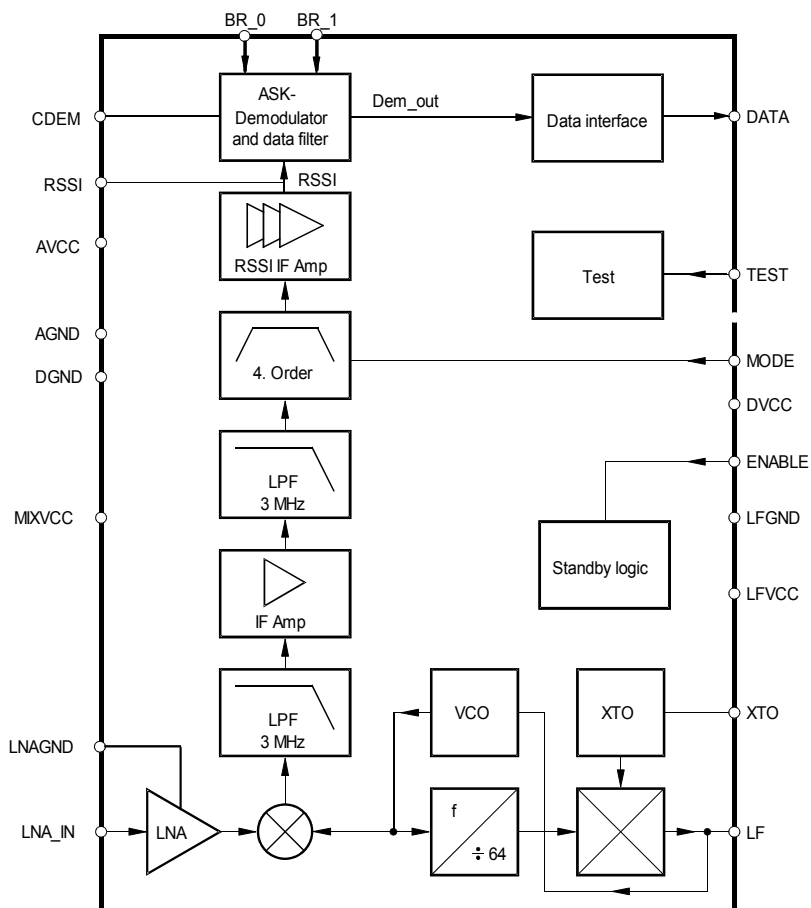 BR_0
BR_1
CDEM
ASK-
Demodulator
and data filter
Dem_out
Data interface
DATA
RSSI
RSSI
AVCC
RSSI IF Amp
Test
TEST
AGND
DGND
4. Order
MODE
DVCC
ENABLE
LPF
3 MHz
MIXVCC
LFGND
Standby logic
LFVCC
IF Amp
LPF
3 MHz
VCO
XTO
XTO
LNAGND
LNA_IN
LNA
f
÷ 64
LF